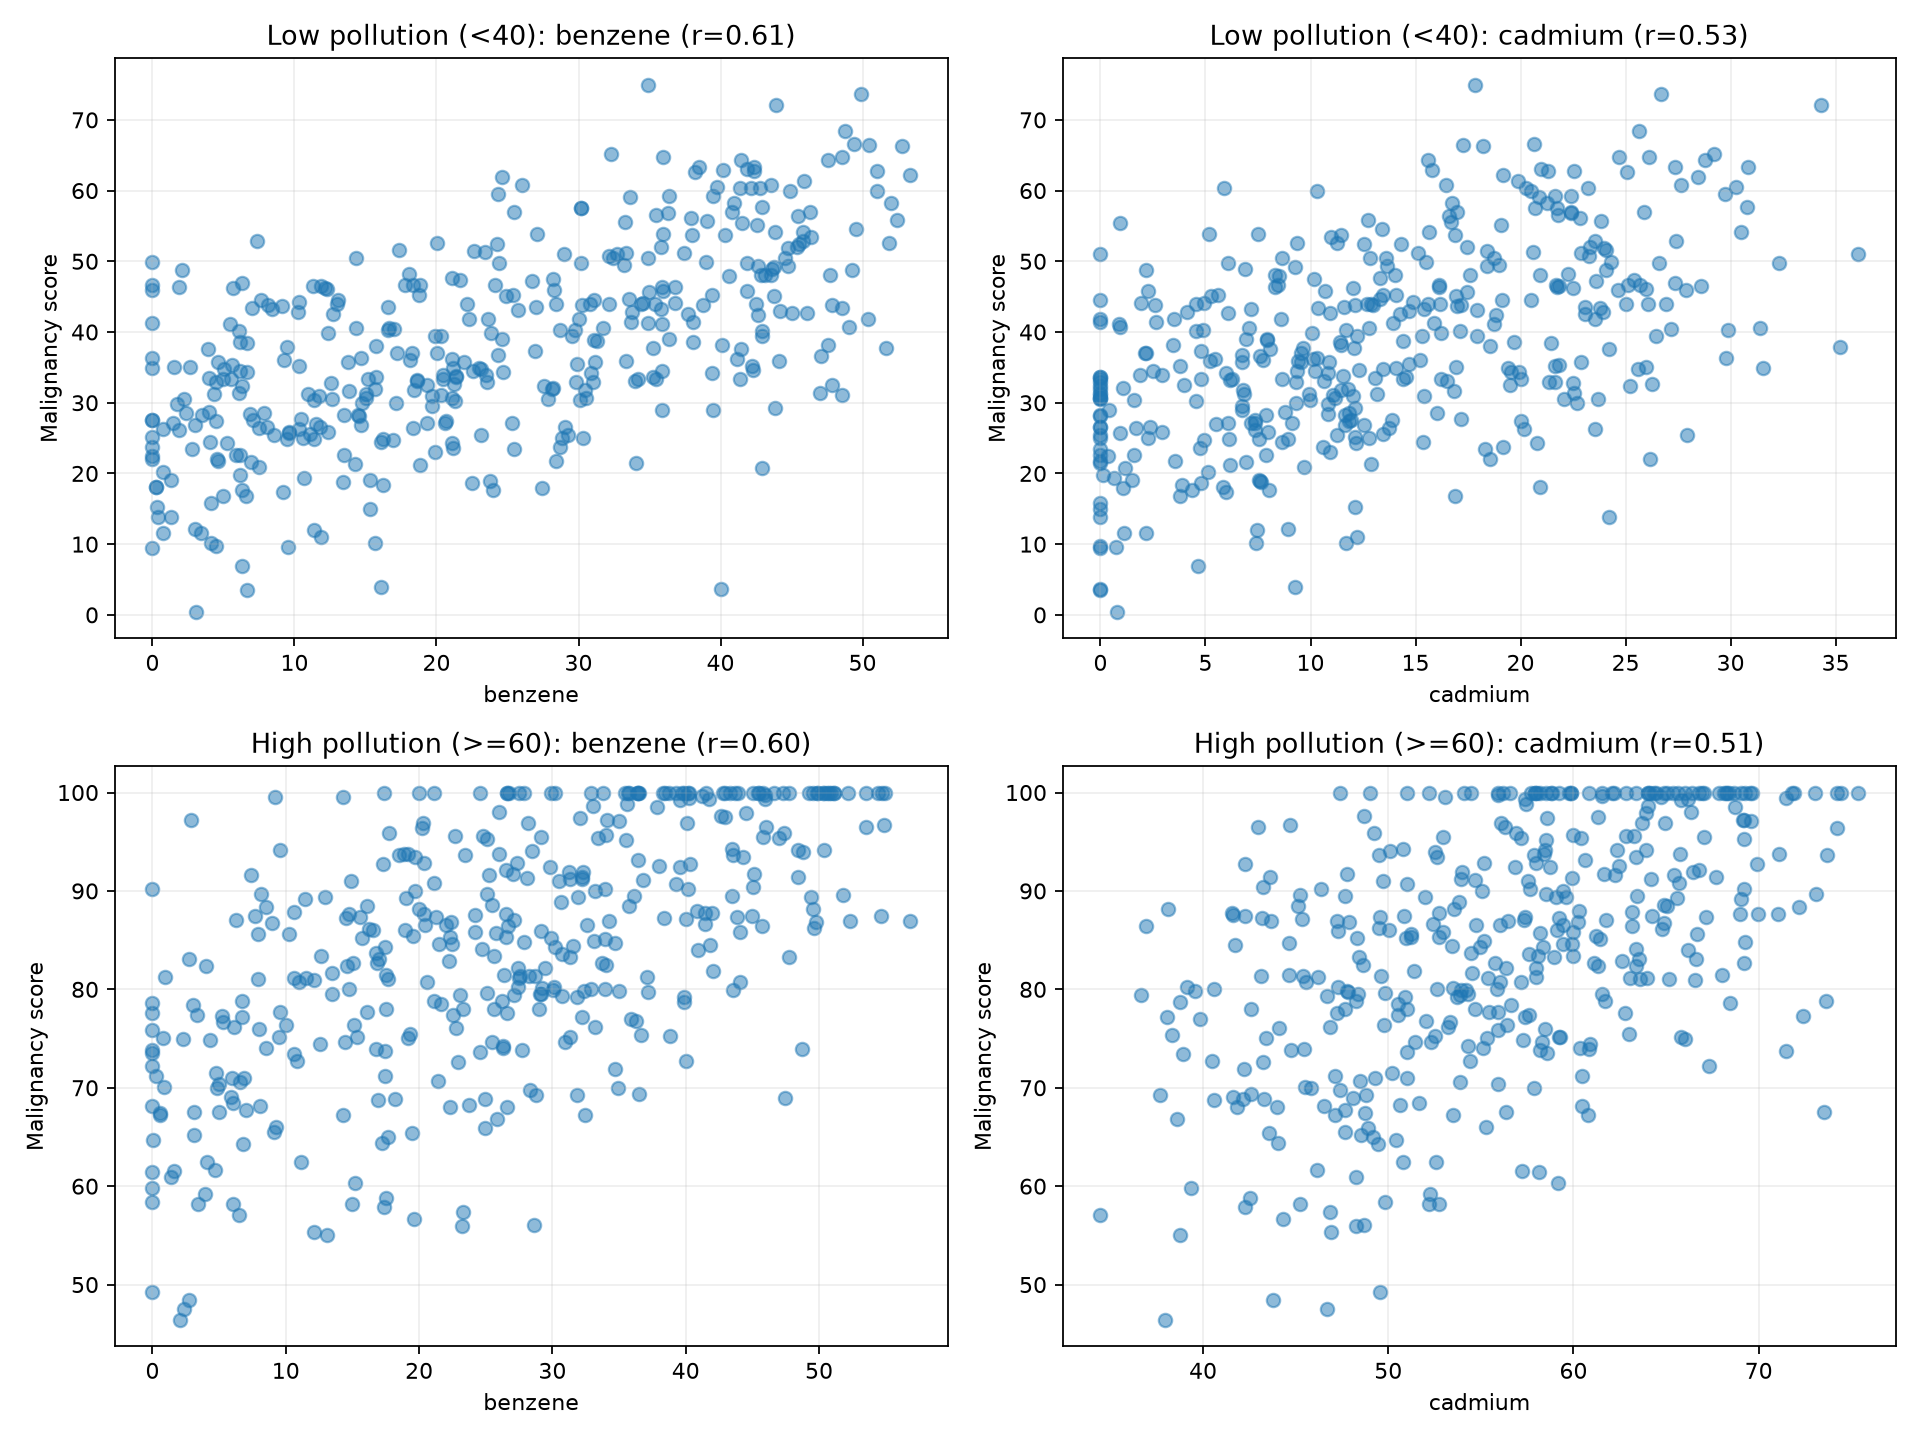 Low pollution (<40): benzene (r=0.61)
Malignancy score
70
60
50
40
30
20
10
0
0 10 20 30 40 50
benzene
Low pollution (<40): cadmium (r=0.53)
Malignancy score
70
60
50
40
30
20
10
0
0 5 10 15 20 25 30 35
cadmium
High pollution (>=60): benzene (r=0.60)
Malignancy score
100
90
80
70
60
50
0 10 20 30 40 50
benzene
High pollution (>=60): cadmium (r=0.51)
Malignancy score
100
90
80
70
60
50
40 50 60 70
cadmium